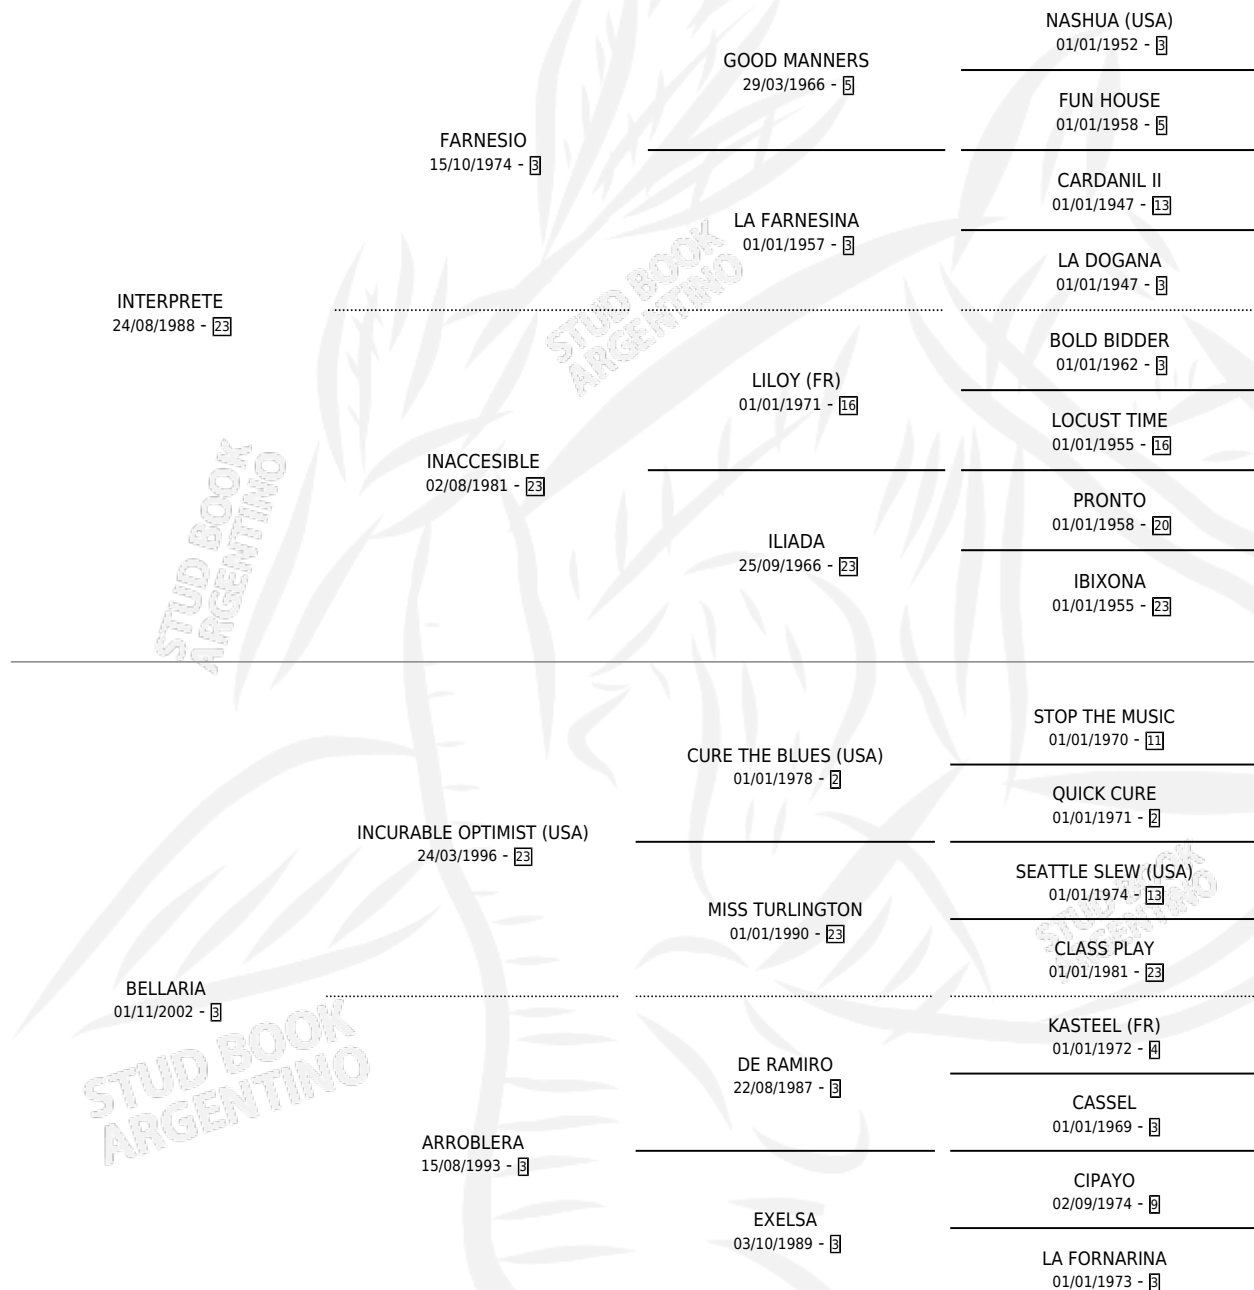 NASHUA (USA)
01/01/1952 - 3
GOOD MANNERS
29/03/1966 - 5
FUN HOUSE
01/01/1958 - 5
FARNESIO
15/10/1974 - 3
CARDANIL II
01/01/1947 - 13
LA FARNESINA
01/01/1957 - 3
LA DOGANA
01/01/1947 - 3
INTERPRETE
24/08/1988 - 23
BOLD BIDDER
01/01/1962 - 3
LILOY (FR)
01/01/1971 - 16
LOCUST TIME
01/01/1955 - 16
INACCESIBLE
02/08/1981 - 23
PRONTO
01/01/1958 - 20
ILIADA
25/09/1966 - 23
IBIXONA
01/01/1955 - 23
STUD BOOK
ARGENTINO
STUD BOOK
ARGENTINO
STOP THE MUSIC
01/01/1970 - 11
CURE THE BLUES (USA)
01/01/1978 - 2
QUICK CURE
01/01/1971 - 2
INCURABLE OPTIMIST (USA)
24/03/1996 - 23
SEATTLE SLEW (USA)
01/01/1974 - 13
MISS TURLINGTON
01/01/1990 - 23
CLASS PLAY
01/01/1981 - 23
STUD BOOK
ARGENTINO
BELLARIA
01/11/2002 - 3
KASTEEL (FR)
01/01/1972 - 4
DE RAMIRO
22/08/1987 - 3
CASSEL
01/01/1969 - 3
STUD BOOK
ARGENTINO
ARROBLERA
15/08/1993 - 3
CIPAYO
02/09/1974 - 9
EXELSA
03/10/1989 - 3
LA FORNARINA
01/01/1973 - 3